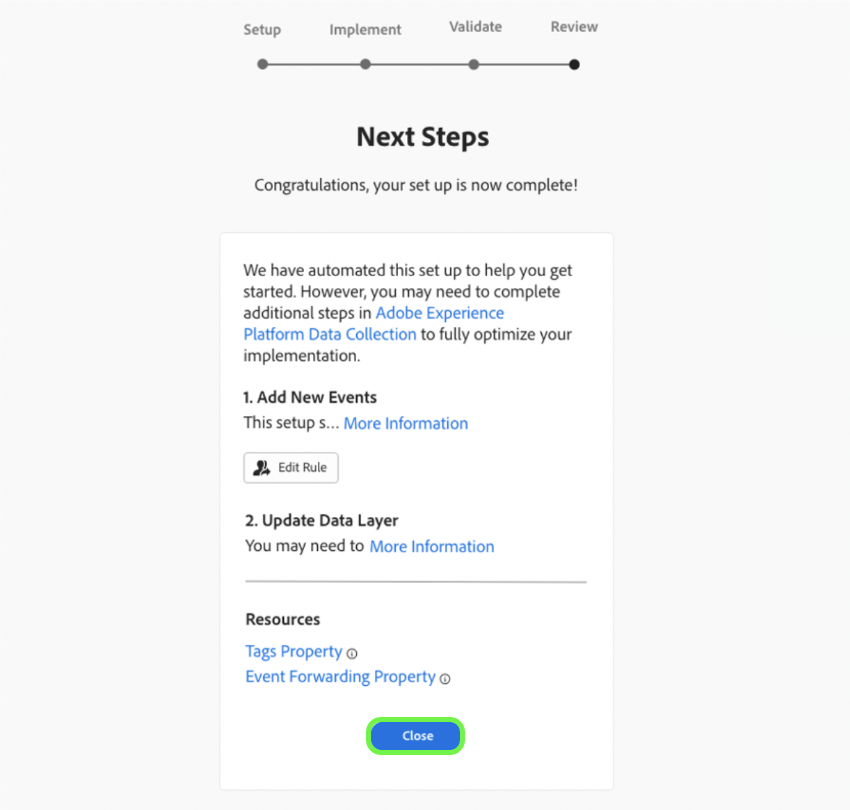 Setup Implement Validate Review
Next Steps
Congratulations, your set up is now complete!
We have automated this set up to help you get
started. However, you may need to complete
additional steps in Adobe Experience
Platform Data Collection to fully optimize your
implementation.
1. Add New Events
This setup s... More Information
Edit Rule
2. Update Data Layer
You may need to More Information
Resources
Tags Property
Event Forwarding Property
Close